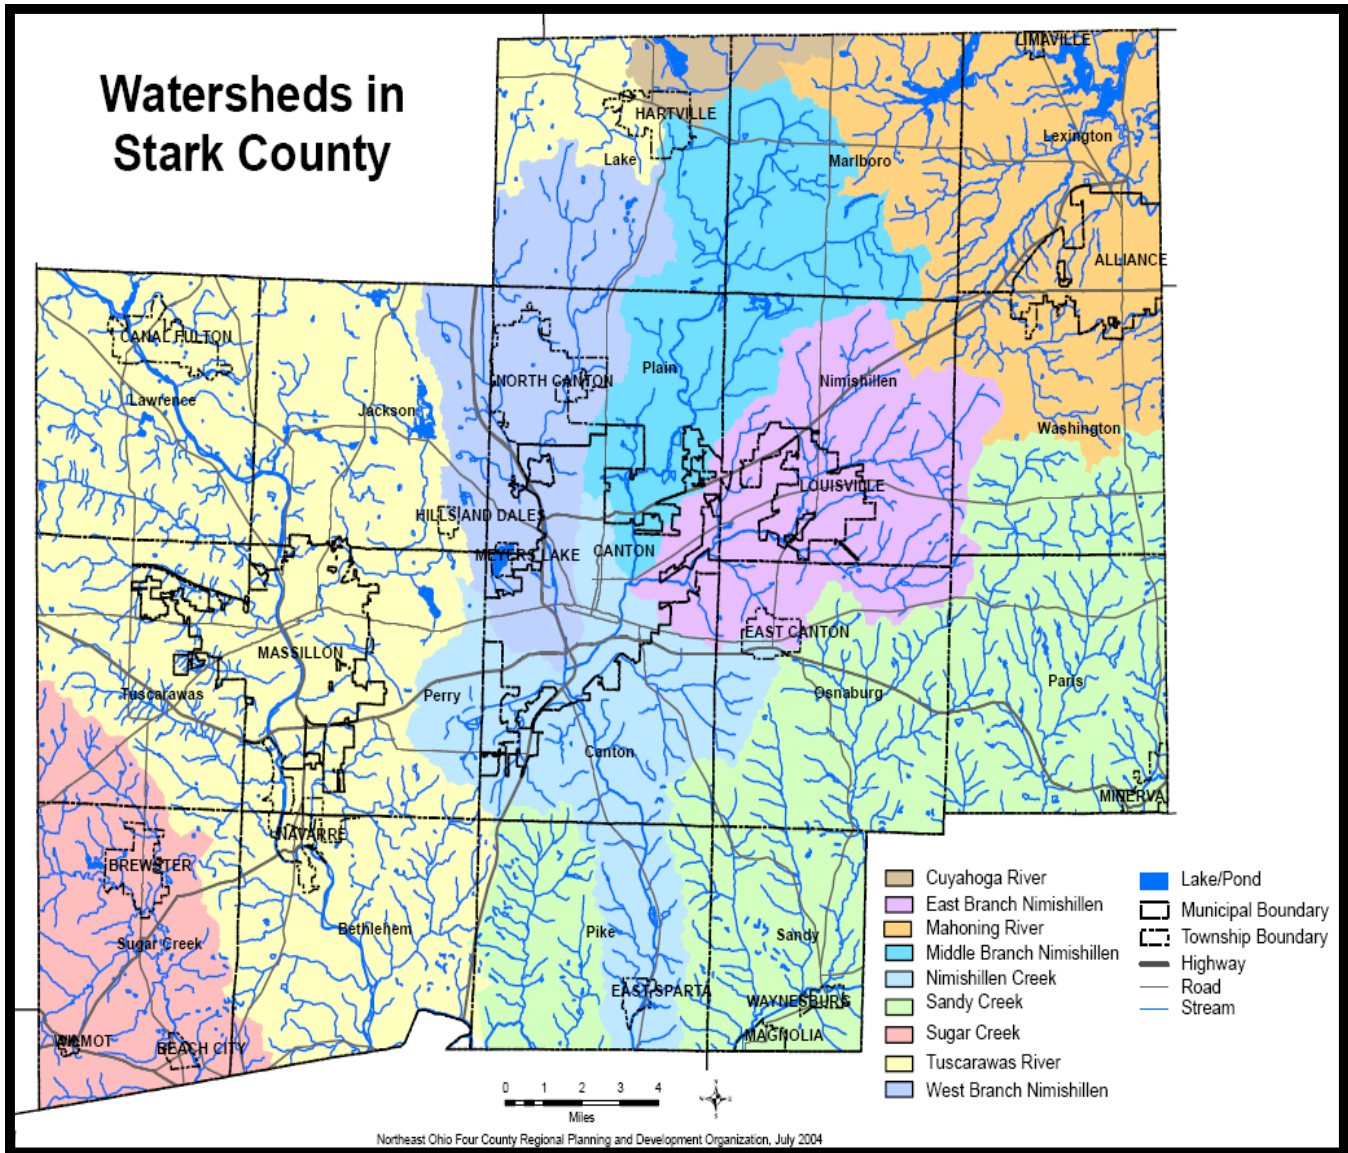 Watersheds in
Stark County
LIMAVILLE
HARTVILLE
Lexington
Lake
Marlboro
ALLIANCE
CANAL FULTON
Plain
NORTH CANTON
Nimishillen
Lawrence
Jackson
Washington
LOUISVILLE
HILLS AND DALES
MEYERS LAKE
CANTON
EAST CANTON
MASSILLON
Tuscarawas
Perry
Osnaburg
Paris
Canton
MINERVA
NAVARRE
BREWSTER
Bethlehem
Pike
Sandy
Sugar Creek
EAST SPARTA
WAYNESBURG
MAGNOLIA
WILMOT
BEACH CITY
Cuyahoga River
East Branch Nimishillen
Mahoning River
Middle Branch Nimishillen
Nimishillen Creek
Sandy Creek
Sugar Creek
Tuscarawas River
West Branch Nimishillen
Lake/Pond
Municipal Boundary
Township Boundary
Highway
Road
Stream
0 1 2 3 4
Miles
N
W E
S
Northeast Ohio Four County Regional Planning and Development Organization, July 2004